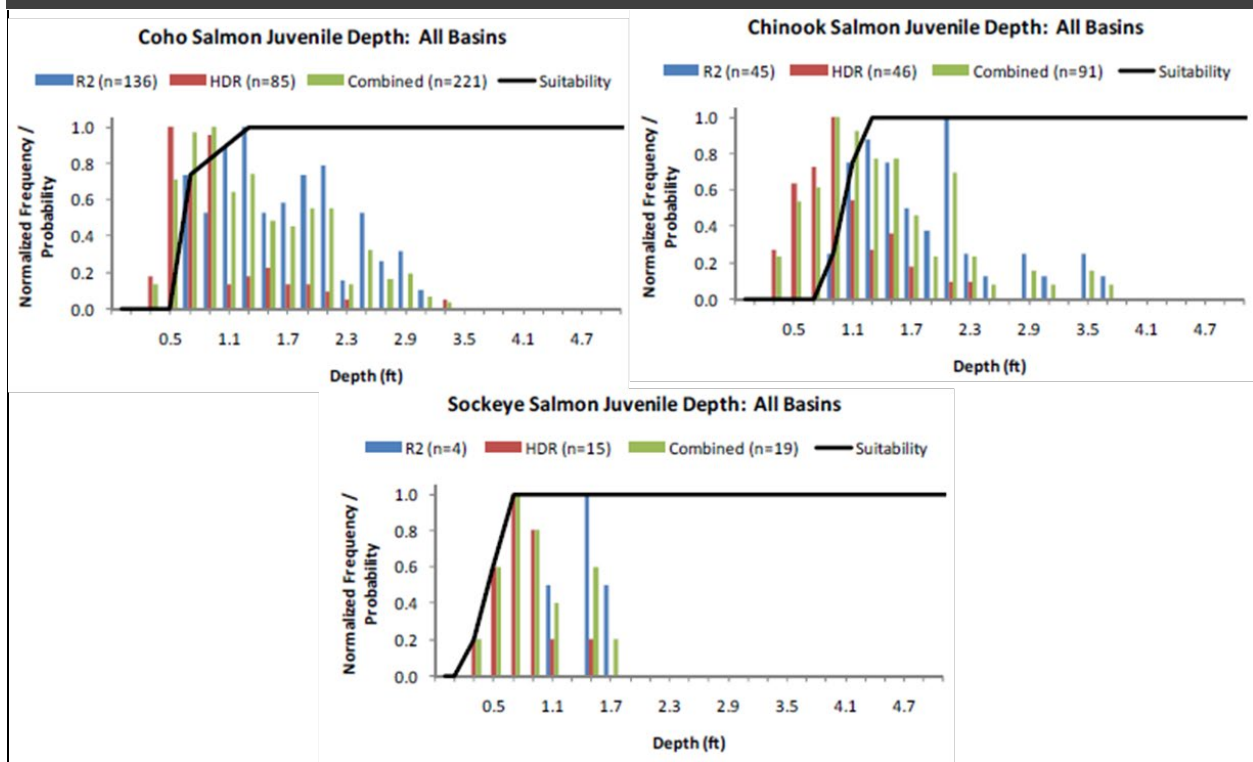 Coho Salmon Juvenile Depth: All Basins
R2 (n=136) HDR (n=85) Combined (n=221) Suitability
Normalized Frequency /
Probability
1.0
0.8
0.6
0.4
0.2
0.0
0.5 1.1 1.7 2.3 2.9 3.5 4.1 4.7
Depth (ft)
Chinook Salmon Juvenile Depth: All Basins
R2 (n=45) HDR (n=46) Combined (n=91) Suitability
Normalized Frequency /
Probability
1.0
0.8
0.6
0.4
0.2
0.0
0.5 1.1 1.7 2.3 2.9 3.5 4.1 4.7
Depth (ft)
Sockeye Salmon Juvenile Depth: All Basins
R2 (n=4) HDR (n=15) Combined (n=19) Suitability
Normalized Frequency /
Probability
1.0
0.8
0.6
0.4
0.2
0.0
0.5 1.1 1.7 2.3 2.9 3.5 4.1 4.7
Depth (ft)